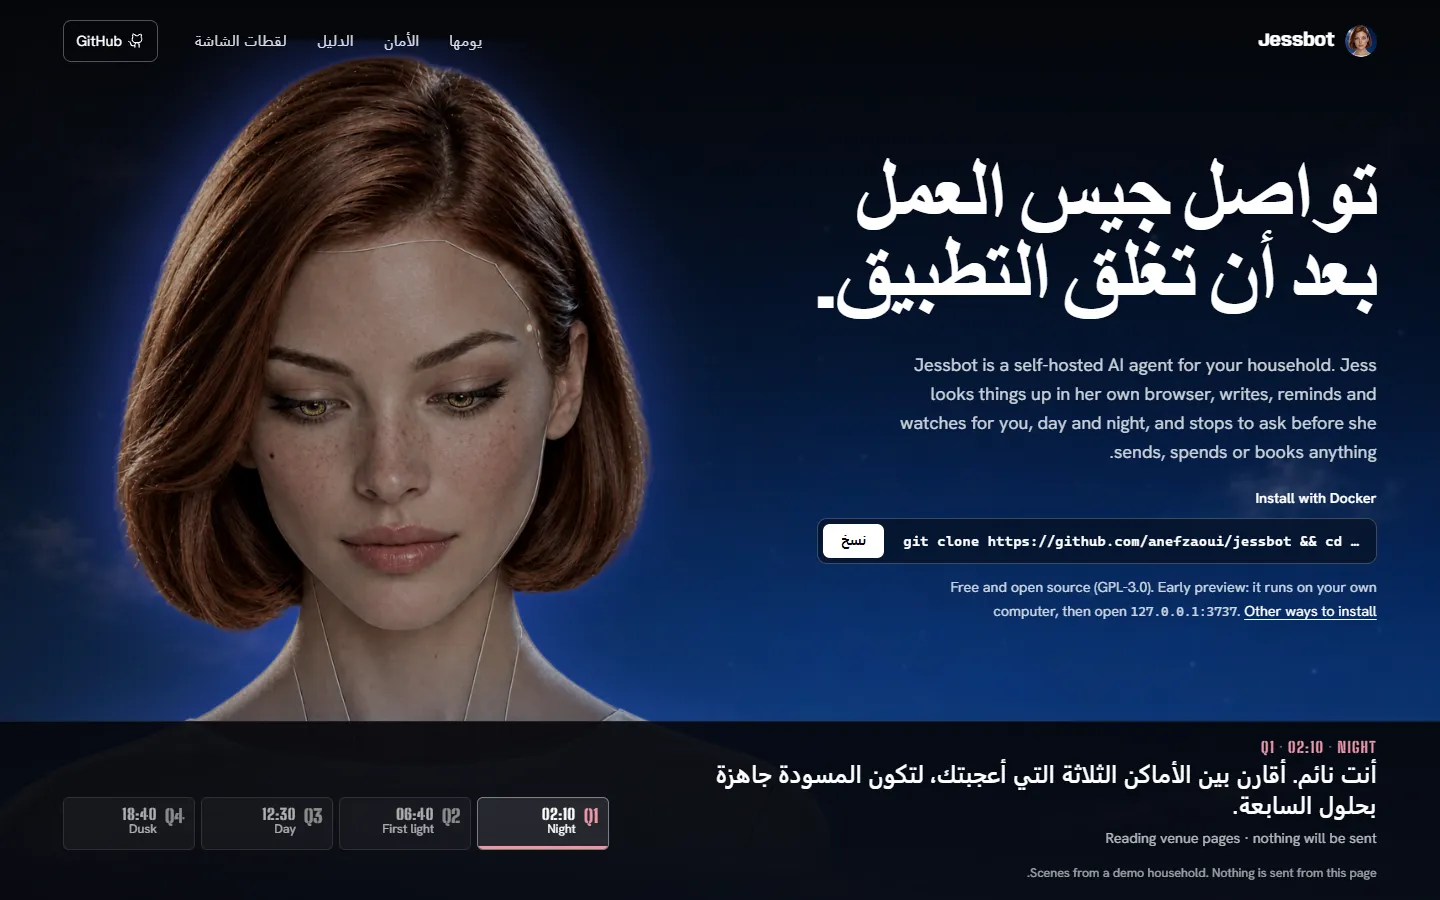 Jessbot
يومها
الأمان
الدليل
لقطات الشاشة
GitHub
تواصل جيس العمل
بعد أن تغلق التطبيق.
Jessbot is a self-hosted AI agent for your household. Jess
looks things up in her own browser, writes, reminds and
watches for you, day and night, and stops to ask before she
.sends, spends or books anything
Install with Docker
git clone https://github.com/anefzaoui/jessbot && cd …
نسخ
Free and open source (GPL-3.0). Early preview: it runs on your own
computer, then open 127.0.0.1:3737. Other ways to install
Q1 · 02:10 · NIGHT
أنت نائم. أقارن بين الأماكن الثلاثة التي أعجبتك، لتكون المسودة جاهزة
بحلول السابعة.
Reading venue pages · nothing will be sent
.Scenes from a demo household. Nothing is sent from this page
Q1 02:10
Night
Q2 06:40
First light
Q3 12:30
Day
Q4 18:40
Dusk